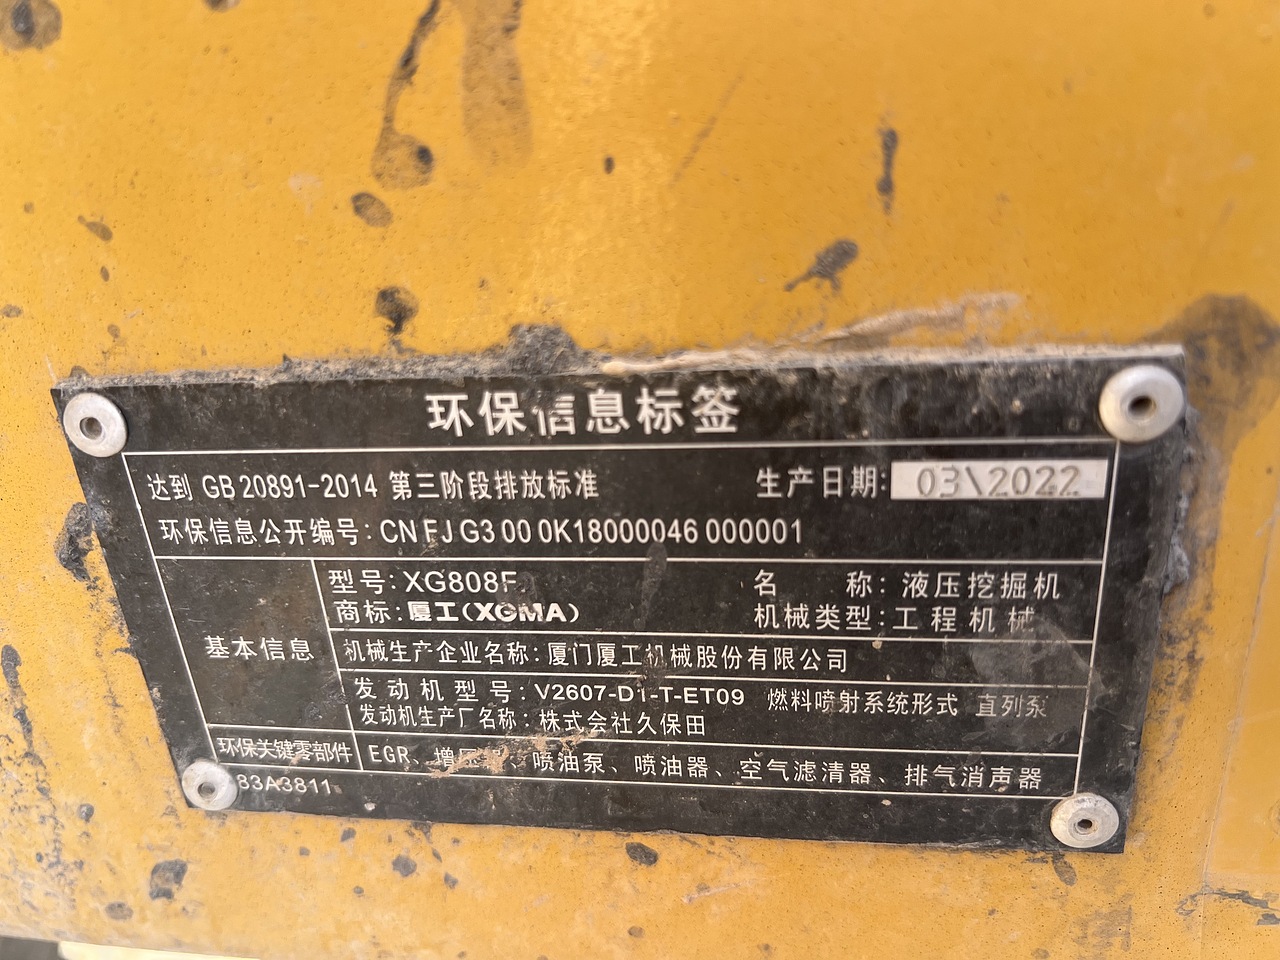 环保信息标签
达到 GB 20891-2014 第三阶段排放标准 生产日期: 03\2022
环保信息公开编号: CN FJ G3 00 0K18000046 000001
基本信息
型号: XG808F 名 称: 液压挖掘机
商标: 厦工(XGMA) 机械类型: 工程机械
机械生产企业名称: 厦门厦工机械股份有限公司
发动机型号: V2607-D1-T-ET09 燃料喷射系统形式 直列泵
发动机生产厂名称: 株式会社久保田
环保关键零部件 EGR、增压器、喷油泵、喷油器、空气滤清器、排气消声器
83A3811